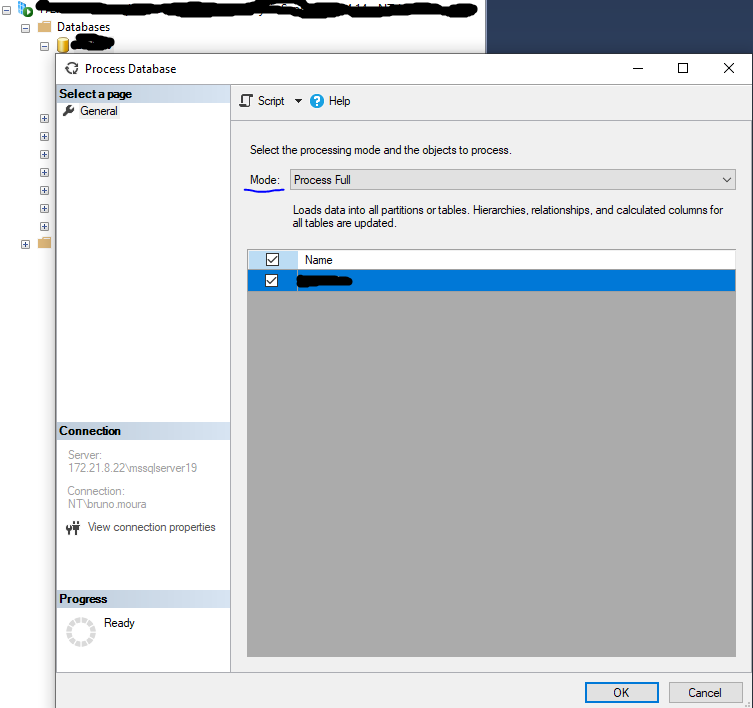 Databases
Process Database
Select a page
General
Script
Help
Select the processing mode and the objects to process.
Mode:
Process Full
Loads data into all partitions or tables. Hierarchies, relationships, and calculated columns for
all tables are updated.
Name
Connection
Server:
172.21.8.22\mssqlserver19
Connection:
NT\bruno.moura
View connection properties
Progress
Ready
OK
Cancel